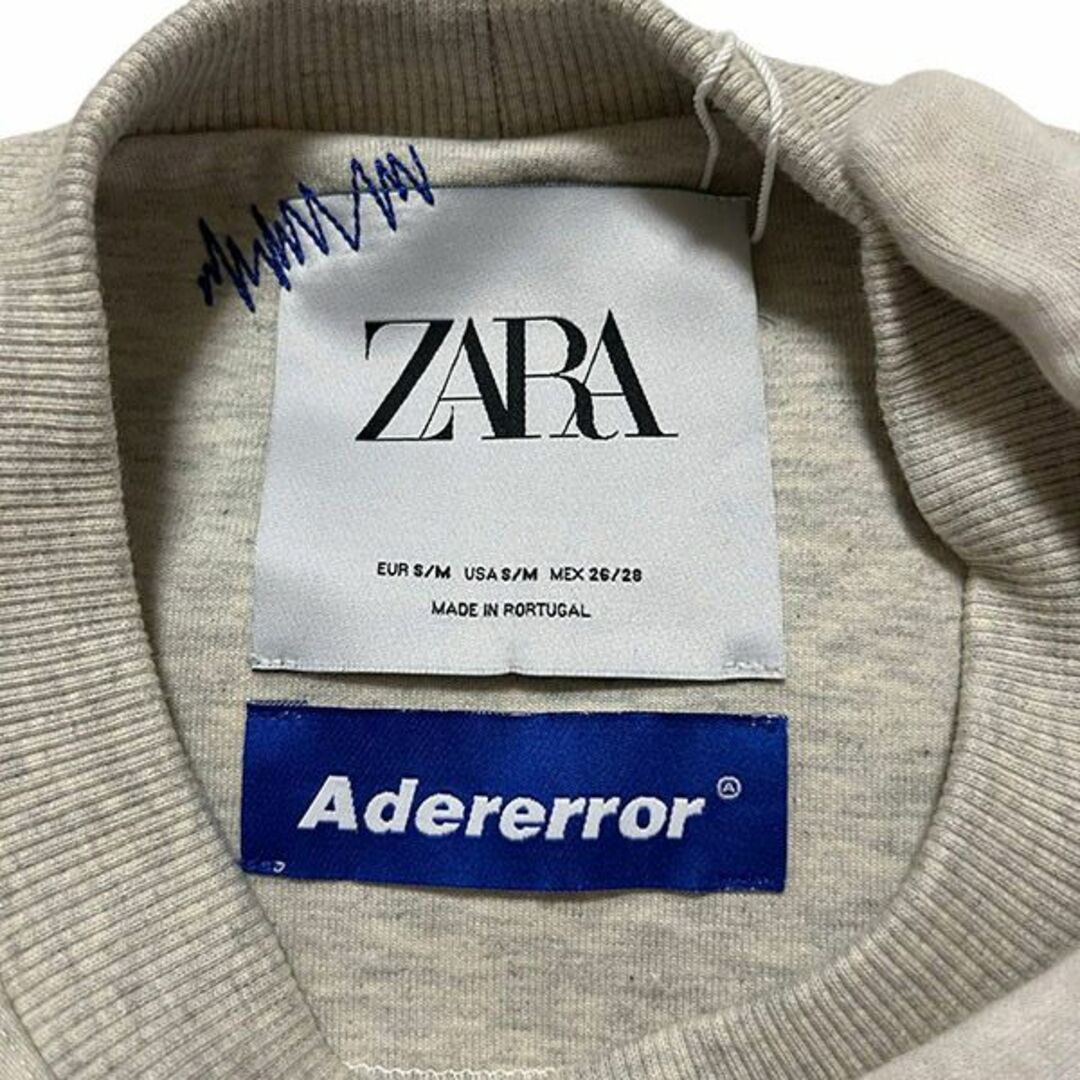 ZARA
EUR S/M USA S/M MEX 26/28
MADE IN PORTUGAL
Adererror Ⓐ